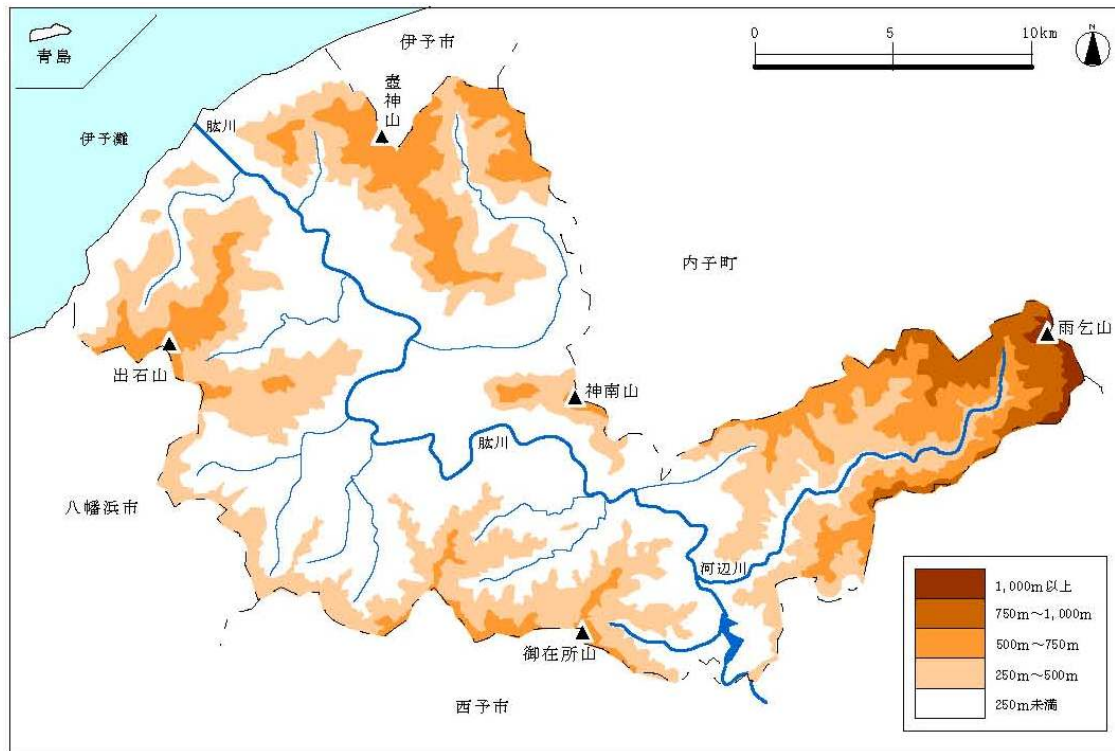 青島
伊予市
0 5 10km
N
壺神山
肱川
伊予灘
内子町
雨乞山
出石山
神南山
肱川
八幡浜市
河辺川
御在所山
西予市
1,000m以上
750m～1,000m
500m～750m
250m～500m
250m未満